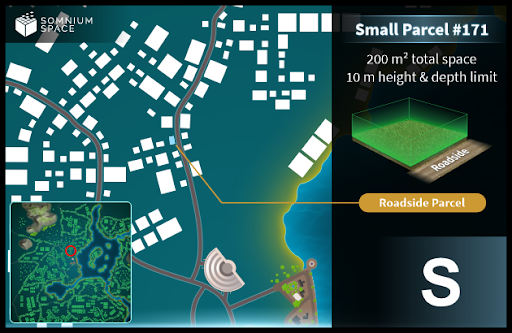 SOMNIUM
SPACE
Small Parcel #171
200 m² total space
10 m height & depth limit
Roadside
Roadside Parcel
S